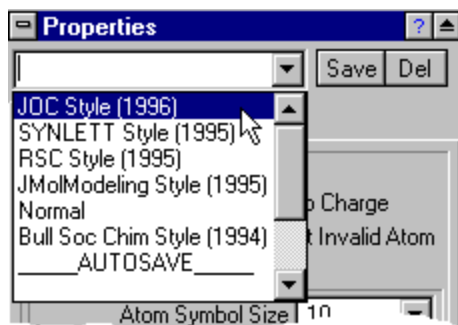 Properties ?
Save Del
JOC Style (1996)
SYNLETT Style (1995)
RSC Style (1995)
JMolModeling Style (1995)
Normal
Charge
Bull Soc Chim Style (1994)
Invalid Atom
_____AUTOSAVE_____
Atom Symbol Size 10